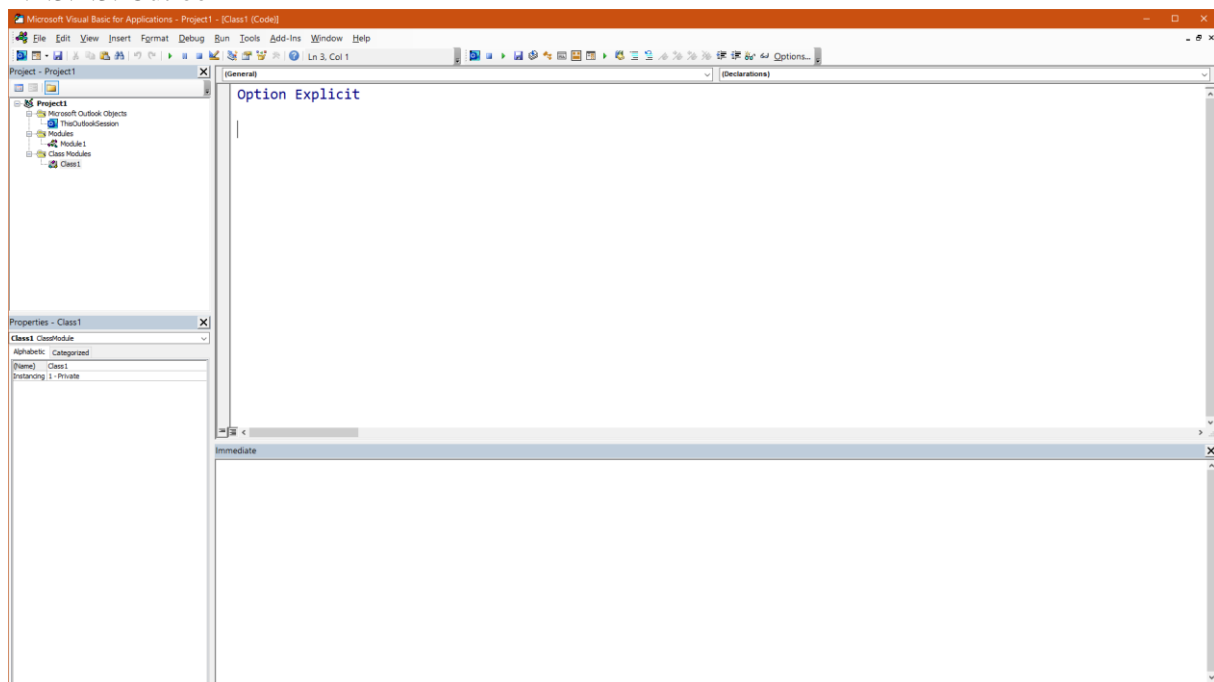 Microsoft Visual Basic for Applications - Project1 - [Class1 (Code)]
File Edit View Insert Format Debug Run Tools Add-Ins Window Help
Ln 3, Col 1
Options...
Project - Project1
(General)
(Declarations)
Option Explicit
Project1
Microsoft Outlook Objects
ThisOutlookSession
Modules
Module1
Class Modules
Class1
Properties - Class1
Class1 ClassModule
Alphabetic Categorized
(Name) Class1
Instancing 1 - Private
Immediate